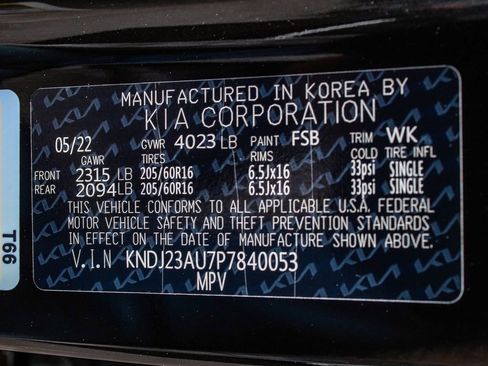 MANUFACTURED IN KOREA BY
KIA CORPORATION
05/22 GVWR 4023 LB PAINT FSB TRIM WK
GAWR TIRES RIMS COLD TIRE INFL
FRONT 2315 LB 205/60R16 6.5Jx16 33psi SINGLE
REAR 2094 LB 205/60R16 6.5Jx16 33psi SINGLE
THIS VEHICLE CONFORMS TO ALL APPLICABLE U.S.A. FEDERAL
MOTOR VEHICLE SAFETY AND THEFT PREVENTION STANDARDS
IN EFFECT ON THE DATE OF MANUFACTURE SHOWN ABOVE.
V.I.N KNDJ23AU7P7840053
MPV
T66